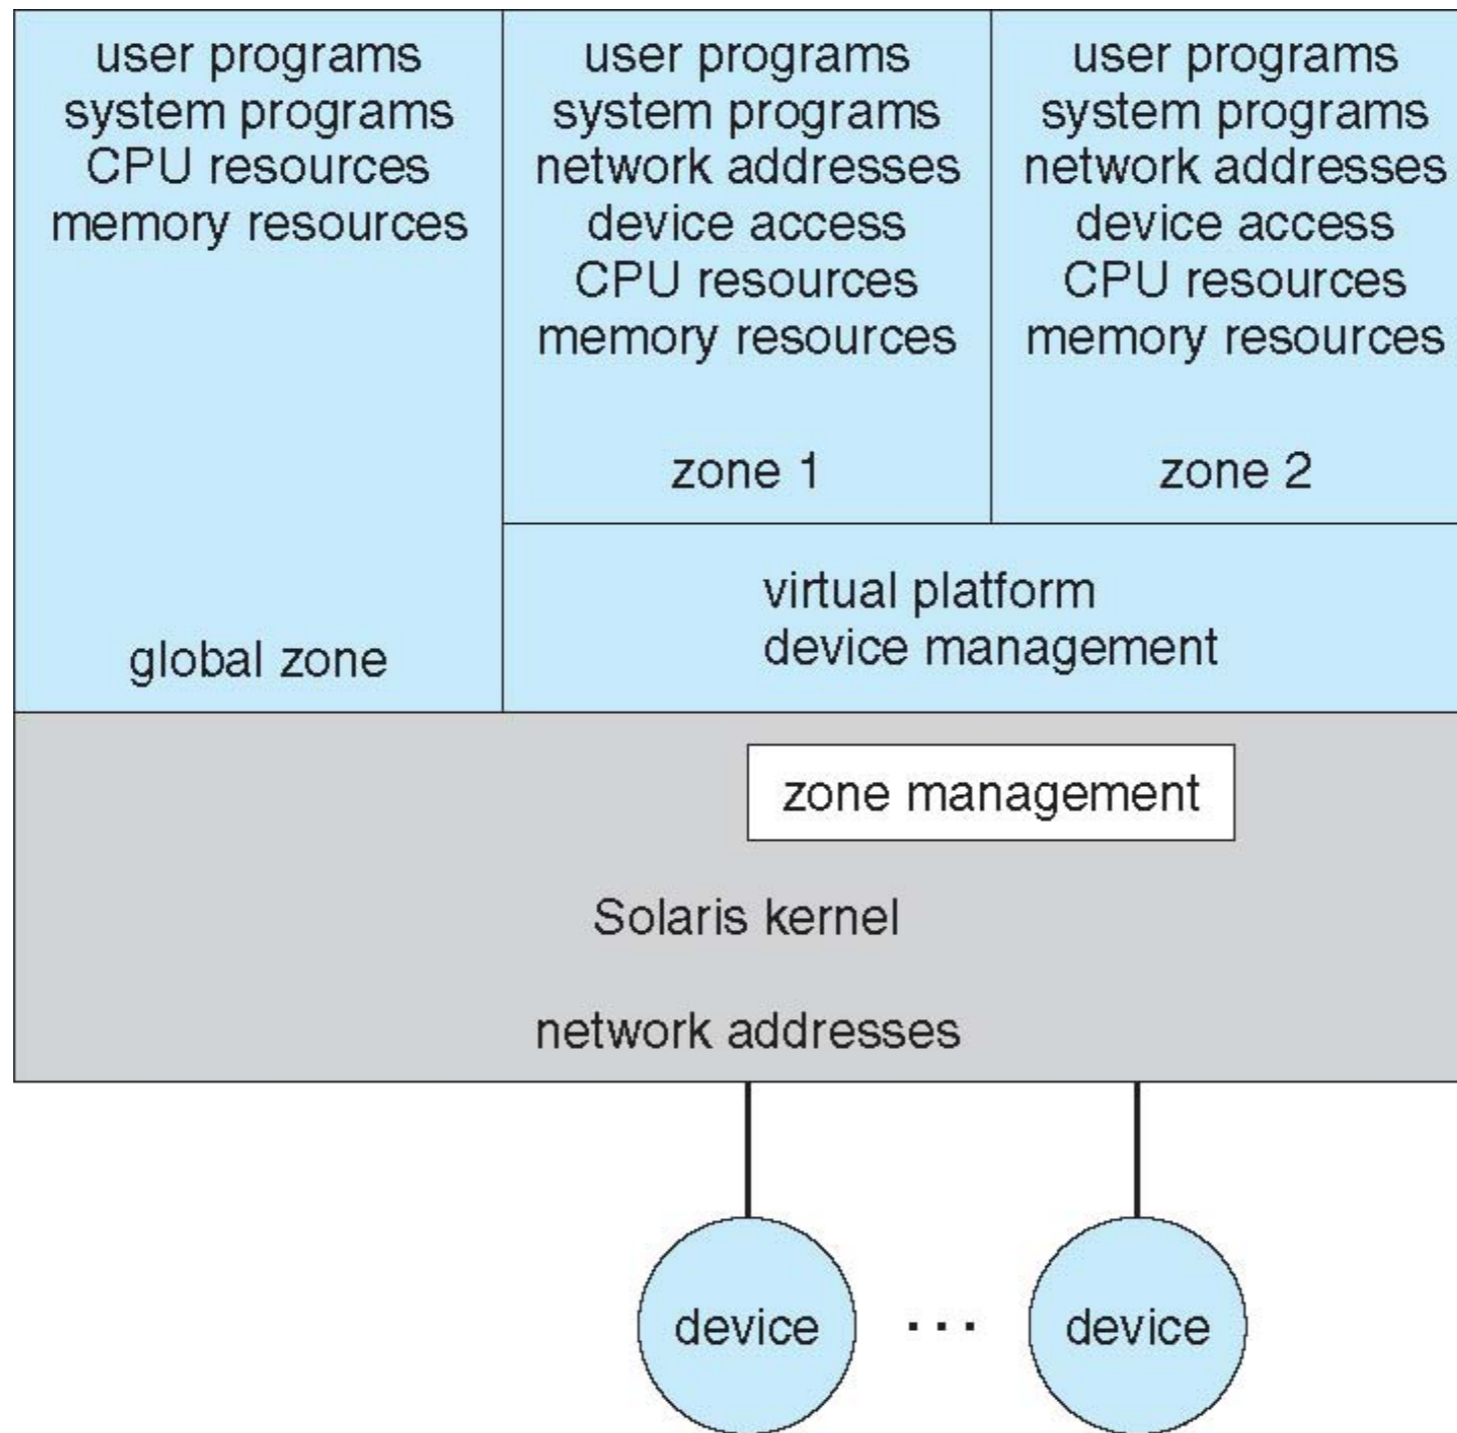 user programs
system programs
CPU resources
memory resources
global zone
user programs
system programs
network addresses
device access
CPU resources
memory resources
zone 1
user programs
system programs
network addresses
device access
CPU resources
memory resources
zone 2
virtual platform
device management
zone management
Solaris kernel
network addresses
device
...
device